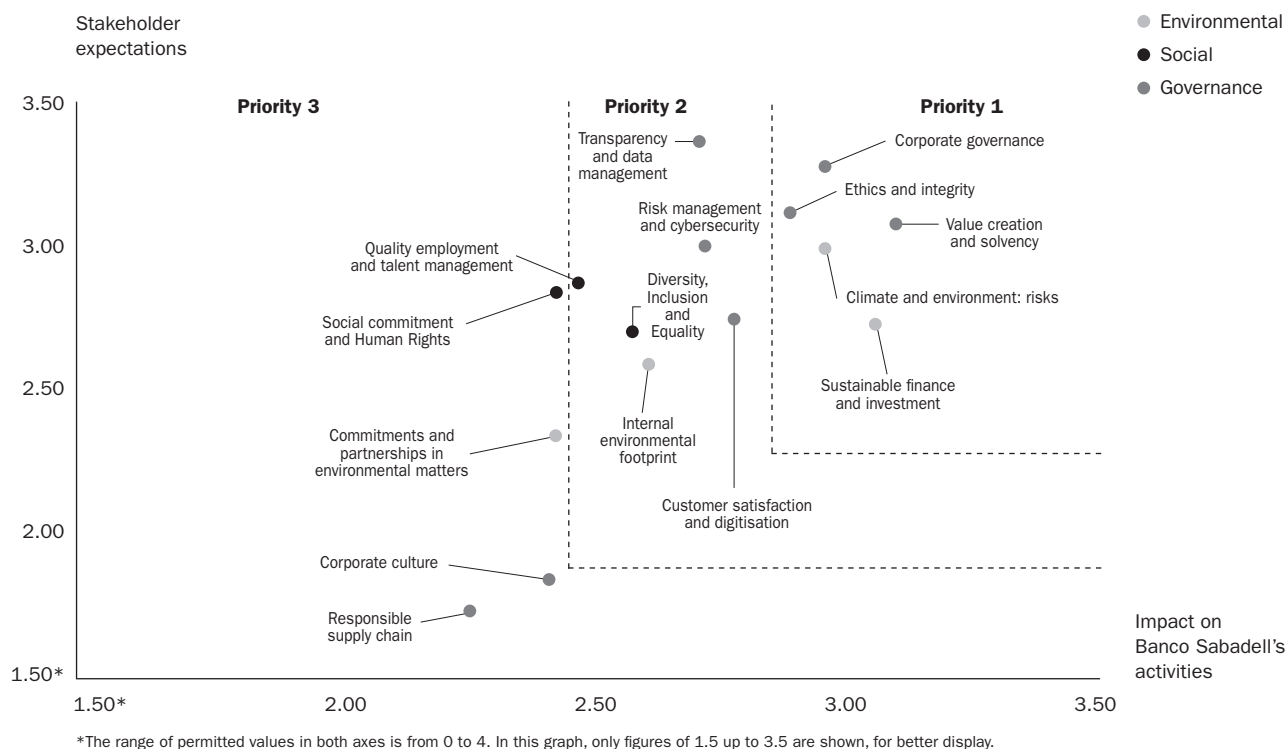 Stakeholder
expectations
Environmental
Social
Governance
3.50
Priority 3
Priority 2
Priority 1
Transparency
and data
management
Corporate governance
Ethics and integrity
Risk management
and cybersecurity
Value creation
and solvency
3.00
Quality employment
and talent management
Diversity,
Inclusion
and
Equality
Climate and environment: risks
Social commitment
and Human Rights
2.50
Sustainable finance
and investment
Internal
environmental
footprint
Commitments and
partnerships in
environmental matters
Customer satisfaction
and digitisation
2.00
Corporate culture
Responsible
supply chain
Impact on
Banco Sabadell's
activities
1.50*
1.50*
2.00
2.50
3.00
3.50
*The range of permitted values in both axes is from 0 to 4. In this graph, only figures of 1.5 up to 3.5 are shown, for better display.